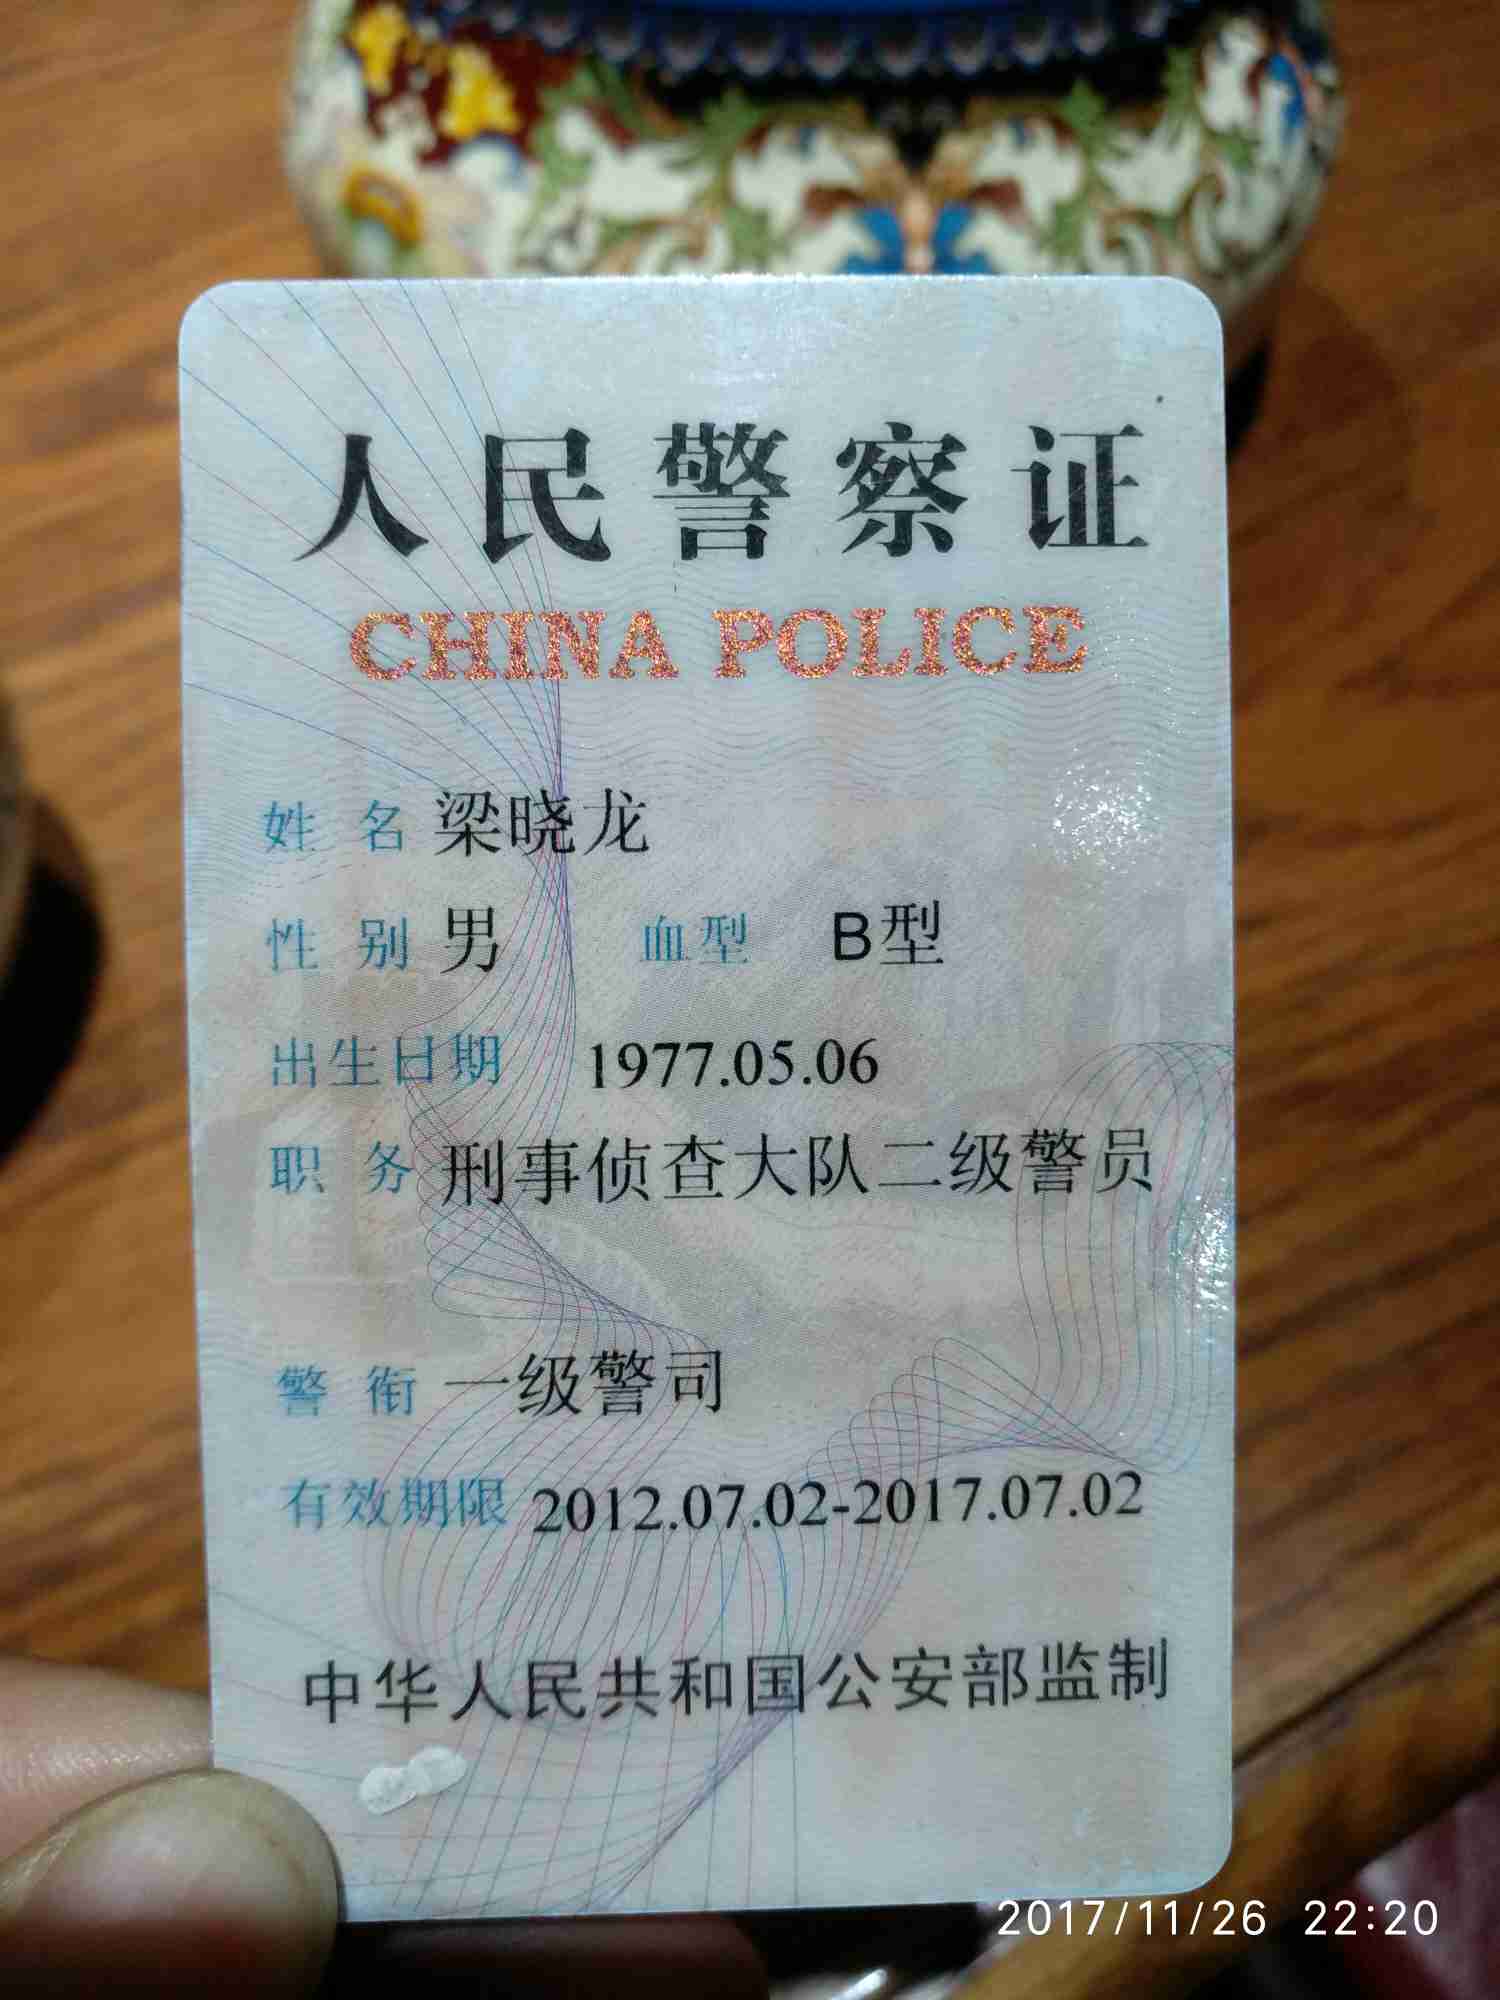 人民警察证
CHINA POLICE
姓 名 梁晓龙
性 别 男 血型 B型
出生日期 1977.05.06
职 务 刑事侦查大队二级警员
警 衔 一级警司
有效期限 2012.07.02-2017.07.02
中华人民共和国公安部监制
2017/11/26 22:20